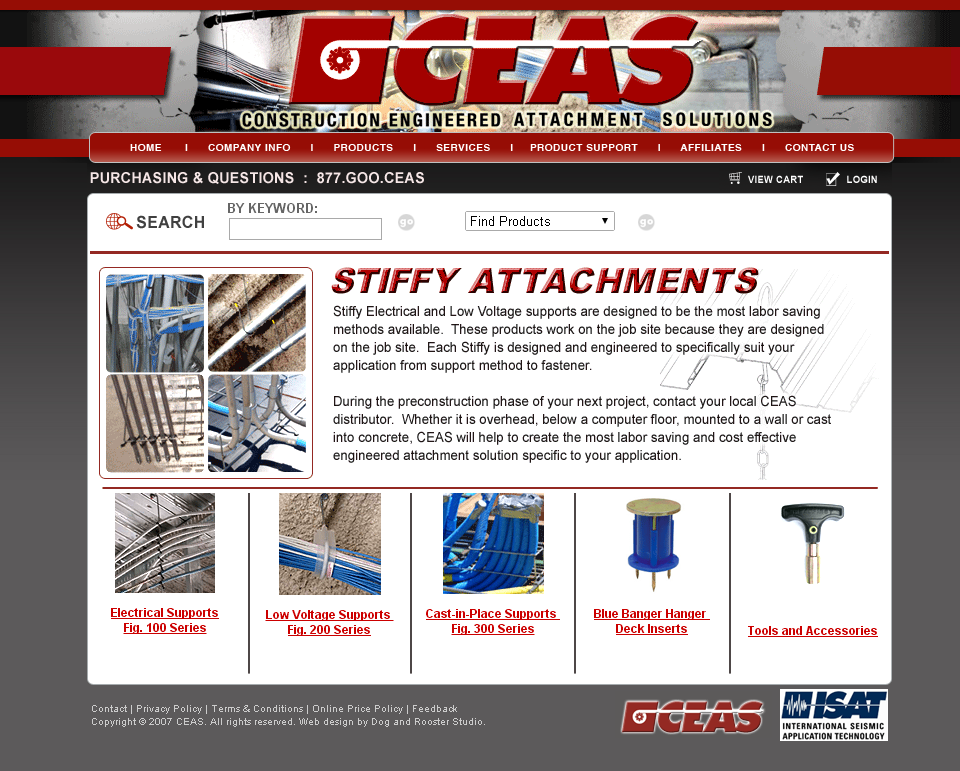 CEAS
CONSTRUCTION ENGINEERED ATTACHMENT SOLUTIONS
HOME I COMPANY INFO I PRODUCTS I SERVICES I PRODUCT SUPPORT I AFFILIATES I CONTACT US
PURCHASING & QUESTIONS : 877.GOO.CEAS
VIEW CART LOGIN
SEARCH
BY KEYWORD:
go
Find Products
go
STIFFY ATTACHMENTS
Stiffy Electrical and Low Voltage supports are designed to be the most labor saving
methods available. These products work on the job site because they are designed
on the job site. Each Stiffy is designed and engineered to specifically suit your
application from support method to fastener.
During the preconstruction phase of your next project, contact your local CEAS
distributor. Whether it is overhead, below a computer floor, mounted to a wall or cast
into concrete, CEAS will help to create the most labor saving and cost effective
engineered attachment solution specific to your application.
Electrical Supports
Fig. 100 Series
Low Voltage Supports
Fig. 200 Series
Cast-in-Place Supports
Fig. 300 Series
Blue Banger Hanger
Deck Inserts
Tools and Accessories
Contact | Privacy Policy | Terms & Conditions | Online Price Policy | Feedback
Copyright © 2007 CEAS. All rights reserved. Web design by Dog and Rooster Studio.
CEAS
ISAT
INTERNATIONAL SEISMIC
APPLICATION TECHNOLOGY